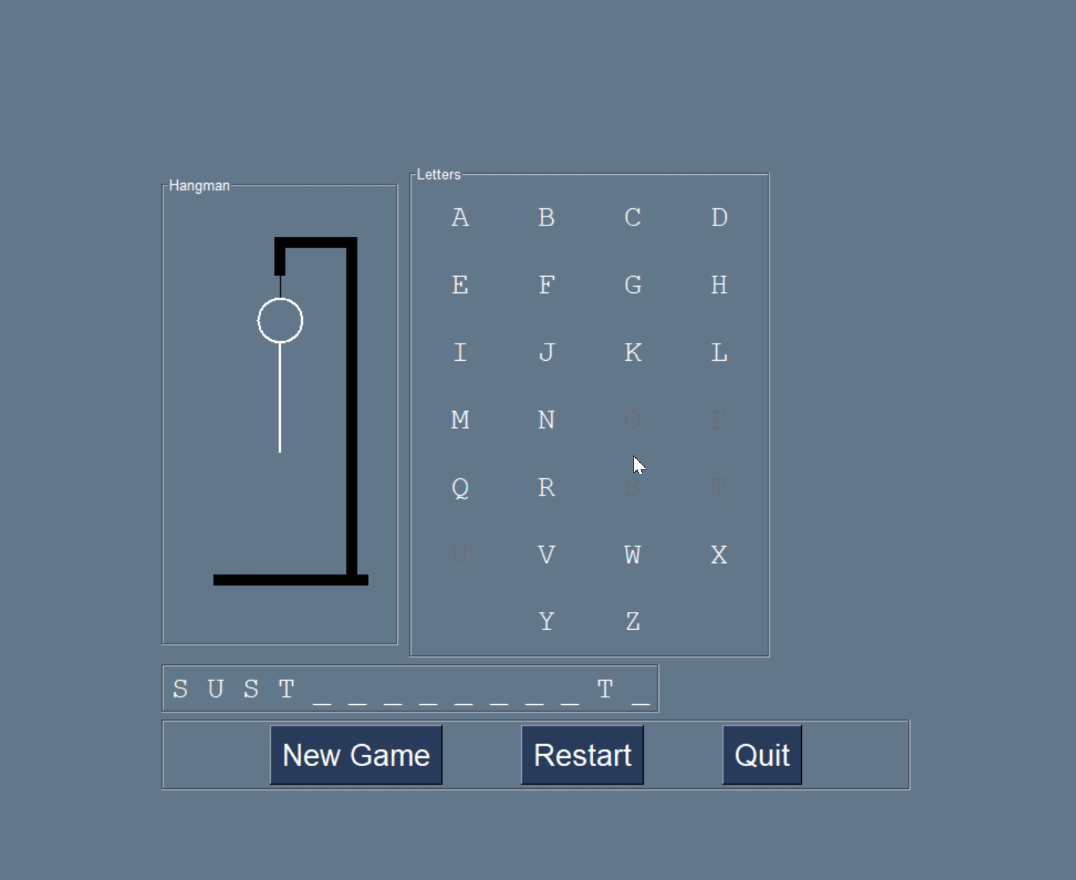 Hangman
Letters
A B C D
E F G H
I J K L
M N O P
Q R S T
U V W X
Y Z
S U S T _ _ _ _ _ _ _ _ T _
New Game Restart Quit